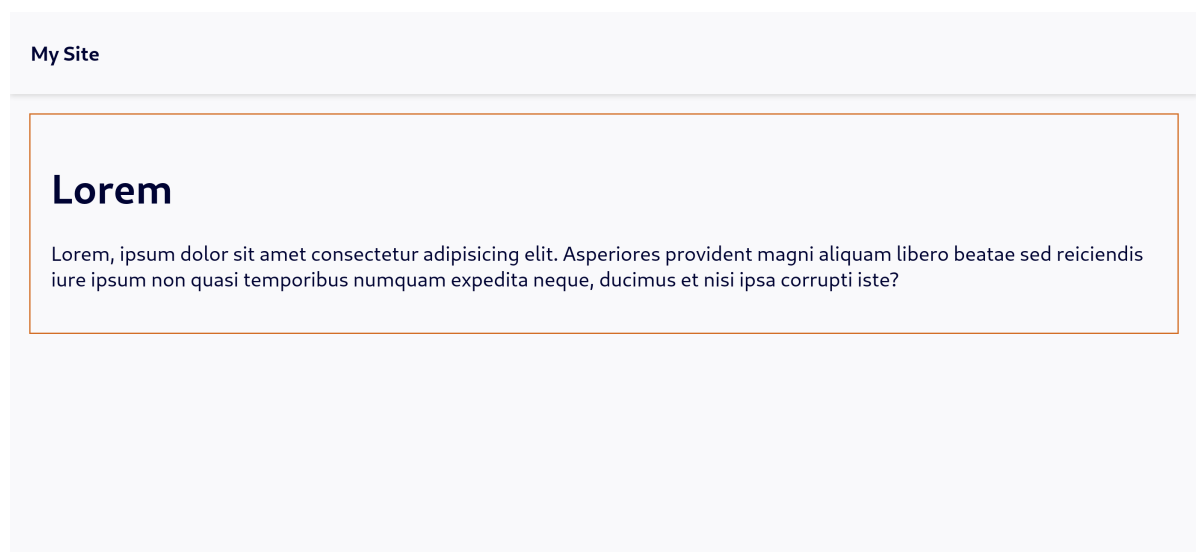 My Site
Lorem
Lorem, ipsum dolor sit amet consectetur adipisicing elit. Asperiores provident magni aliquam libero beatae sed reiciendis
iure ipsum non quasi temporibus numquam expedita neque, ducimus et nisi ipsa corrupti iste?